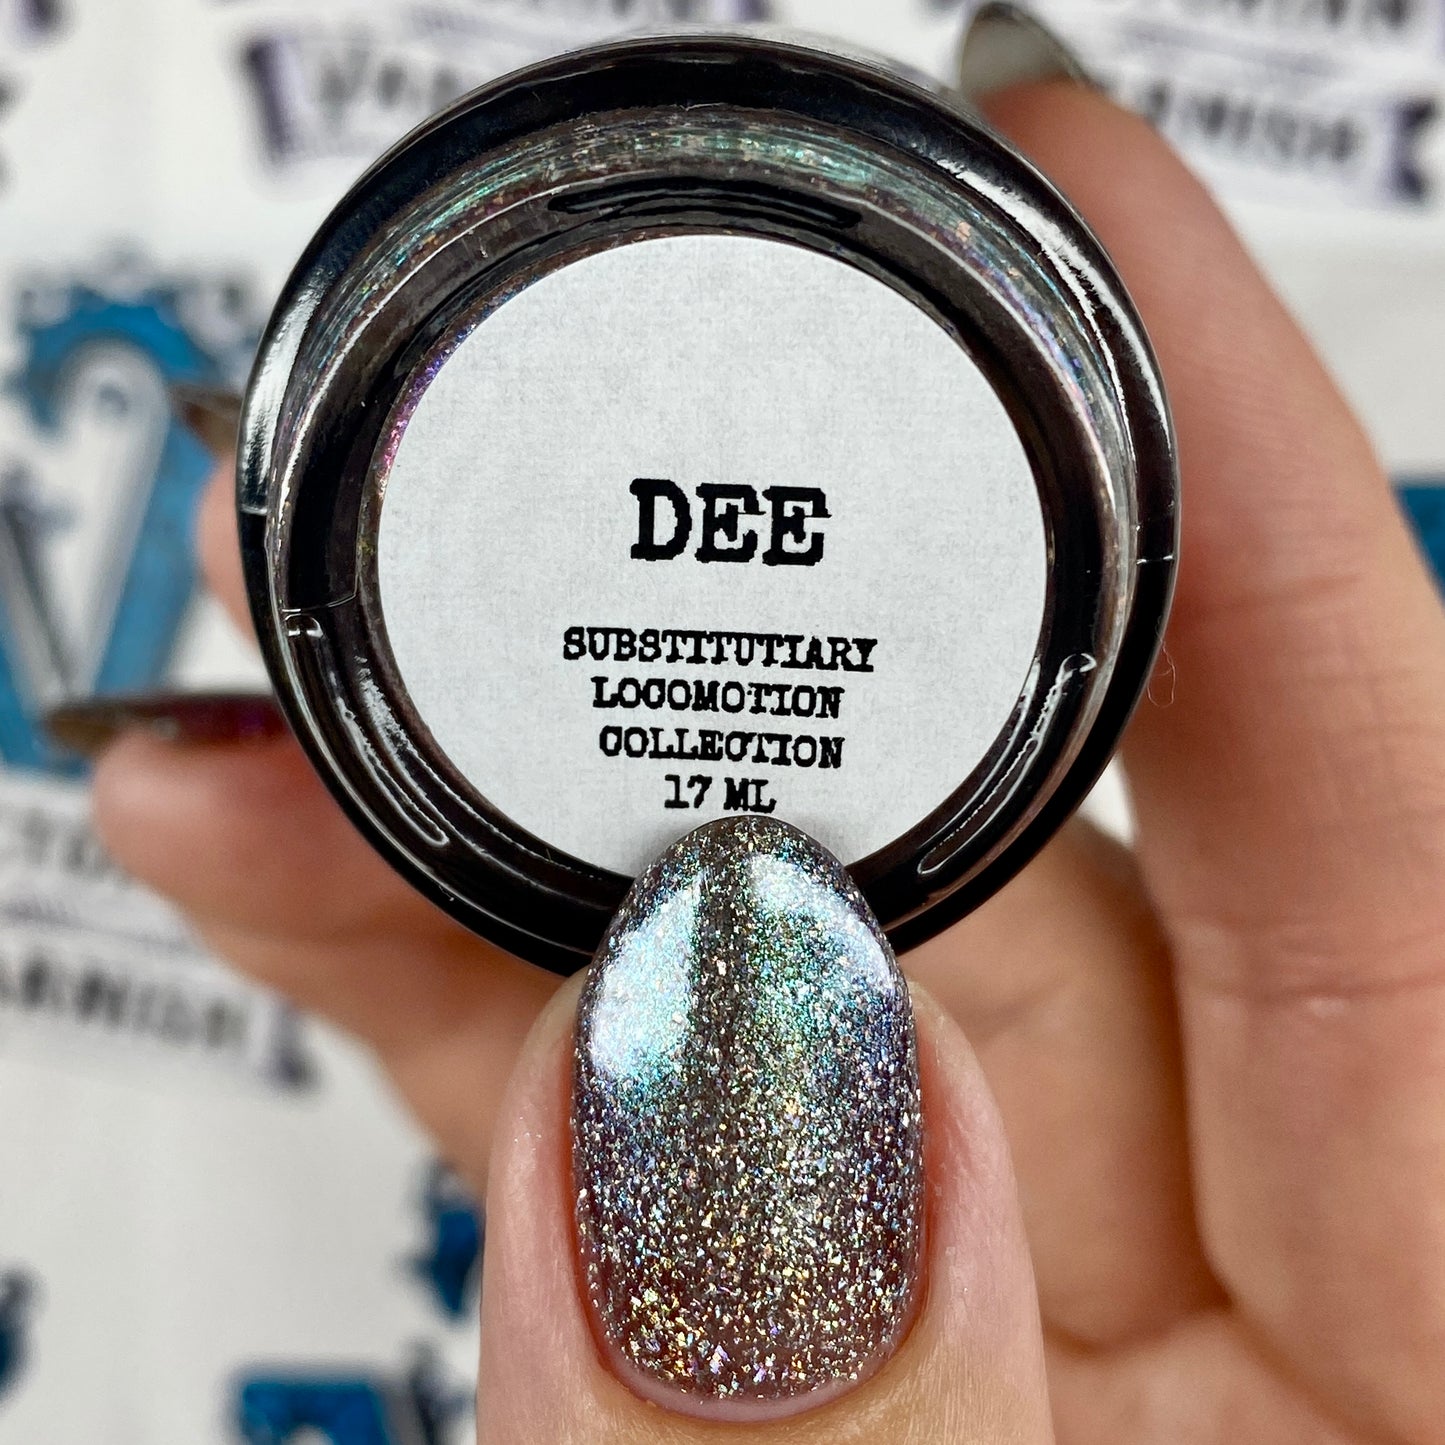 DEE
SUBSTITUTIARY
LOCOMOTION
COLLECTION
17 ML